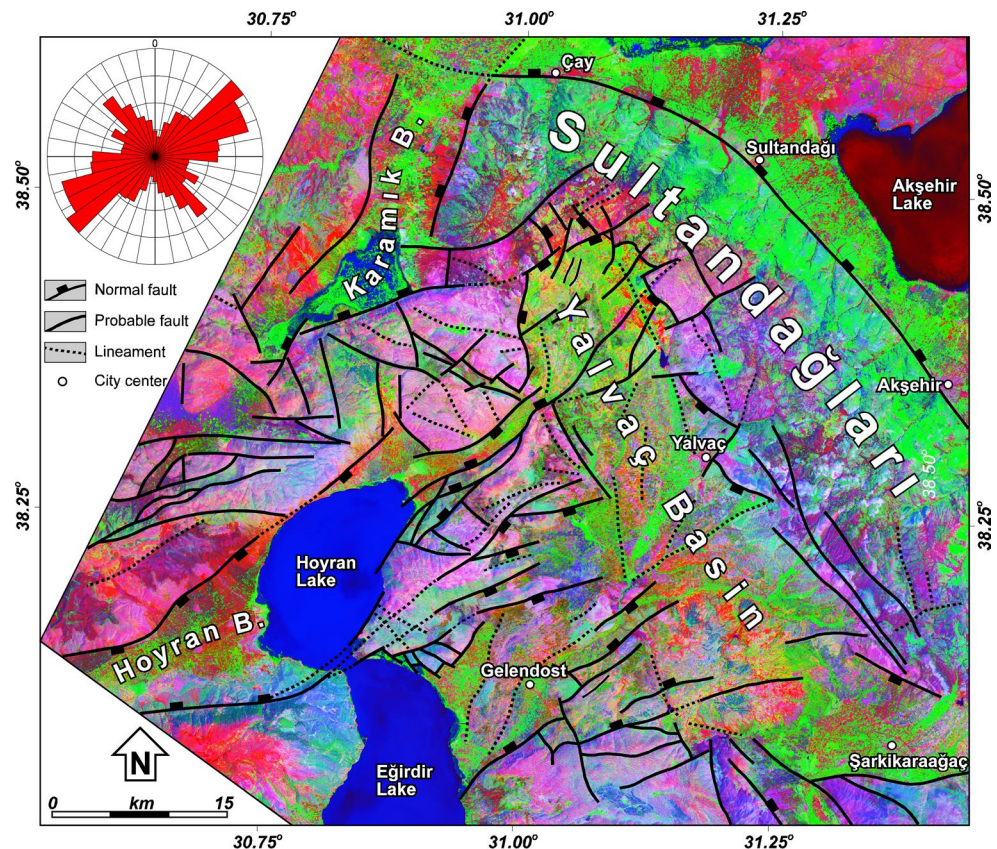 30.75°
31.00°
31.25°
0
Çay
Sultandağı
Akşehir
Lake
38.50°
38.50°
Karamık B.
Sultandağları
Normal fault
Probable fault
Lineament
City center
Yalvaç Basin
Akşehir
Yalvaç
38.50°
38.25°
38.25°
Hoyran
Lake
Hoyran B.
Gelendost
N
Şarkikaraağaç
Eğirdir
Lake
0 km 15
30.75°
31.00°
31.25°